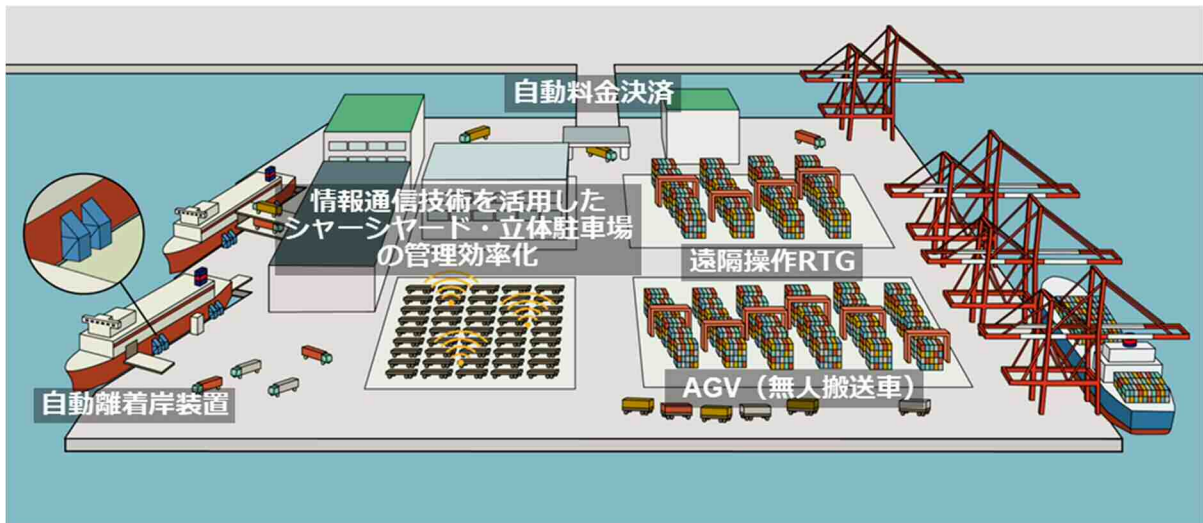 自動料金決済
情報通信技術を活用した
シャーシヤード・立体駐車場
の管理効率化
遠隔操作RTG
AGV（無人搬送車）
自動離着岸装置